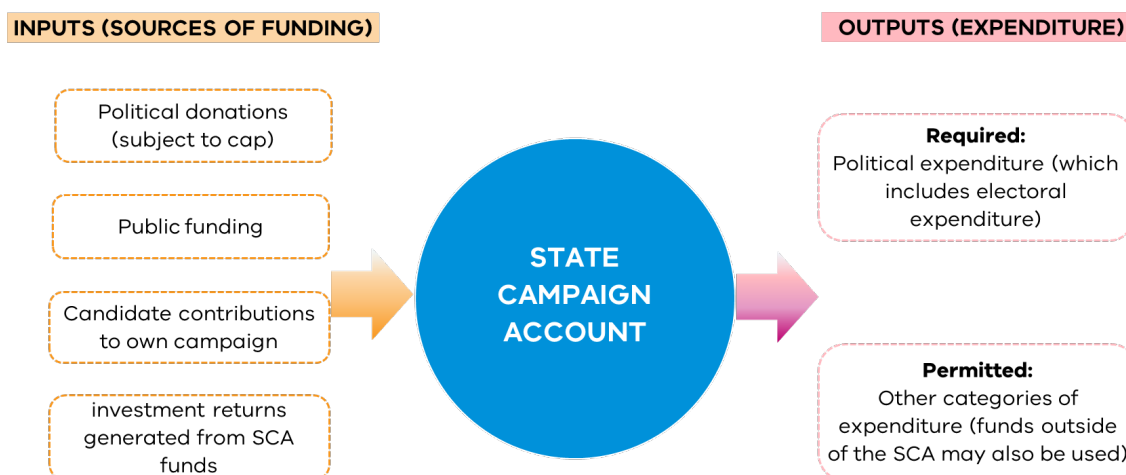 INPUTS (SOURCES OF FUNDING)
Political donations
(subject to cap)
Public funding
Candidate contributions
to own campaign
investment returns
generated from SCA
funds
STATE
CAMPAIGN
ACCOUNT
OUTPUTS (EXPENDITURE)
Required:
Political expenditure (which
includes electoral
expenditure)
Permitted:
Other categories of
expenditure (funds outside
of the SCA may also be used)